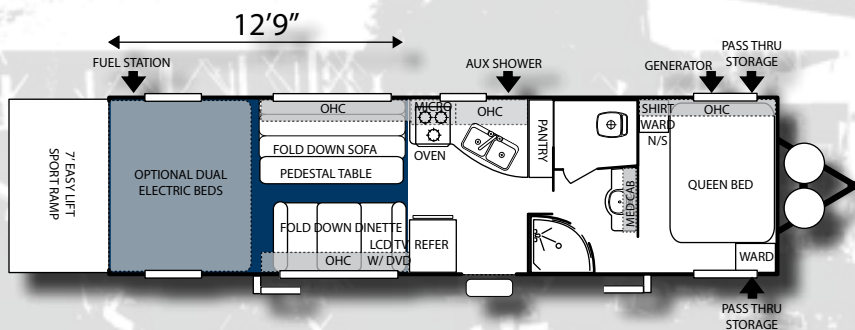 12'9"
FUEL STATION
AUX SHOWER
GENERATOR
PASS THRU
STORAGE
7' EASY LIFT
SPORT RAMP
OPTIONAL DUAL
ELECTRIC BEDS
OHC
FOLD DOWN SOFA
PEDESTAL TABLE
FOLD DOWN DINETTE
LCD TV
W/ DVD
OHC
MICRO
OVEN
OHC
REFER
PANTRY
MED CAB
SHIRT
WARD
N/S
OHC
QUEEN BED
WARD
PASS THRU
STORAGE